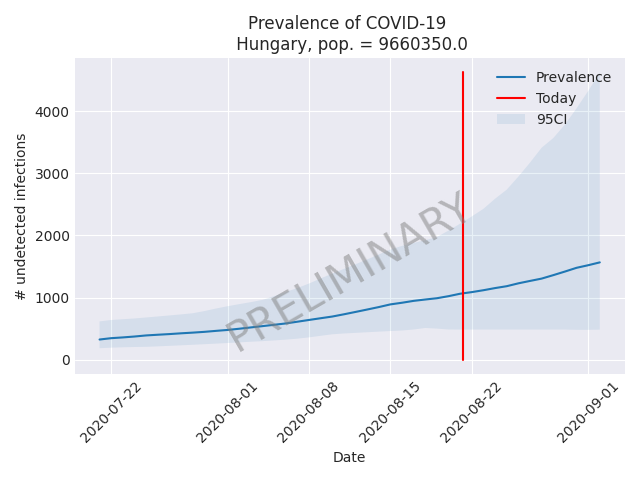 Prevalence of COVID-19
Hungary, pop. = 9660350.0
Prevalence
Today
95CI
PRELIMINARY
# undetected infections
4000
3000
2000
1000
0
2020-07-22
2020-08-01
2020-08-08
2020-08-15
2020-08-22
2020-09-01
Date